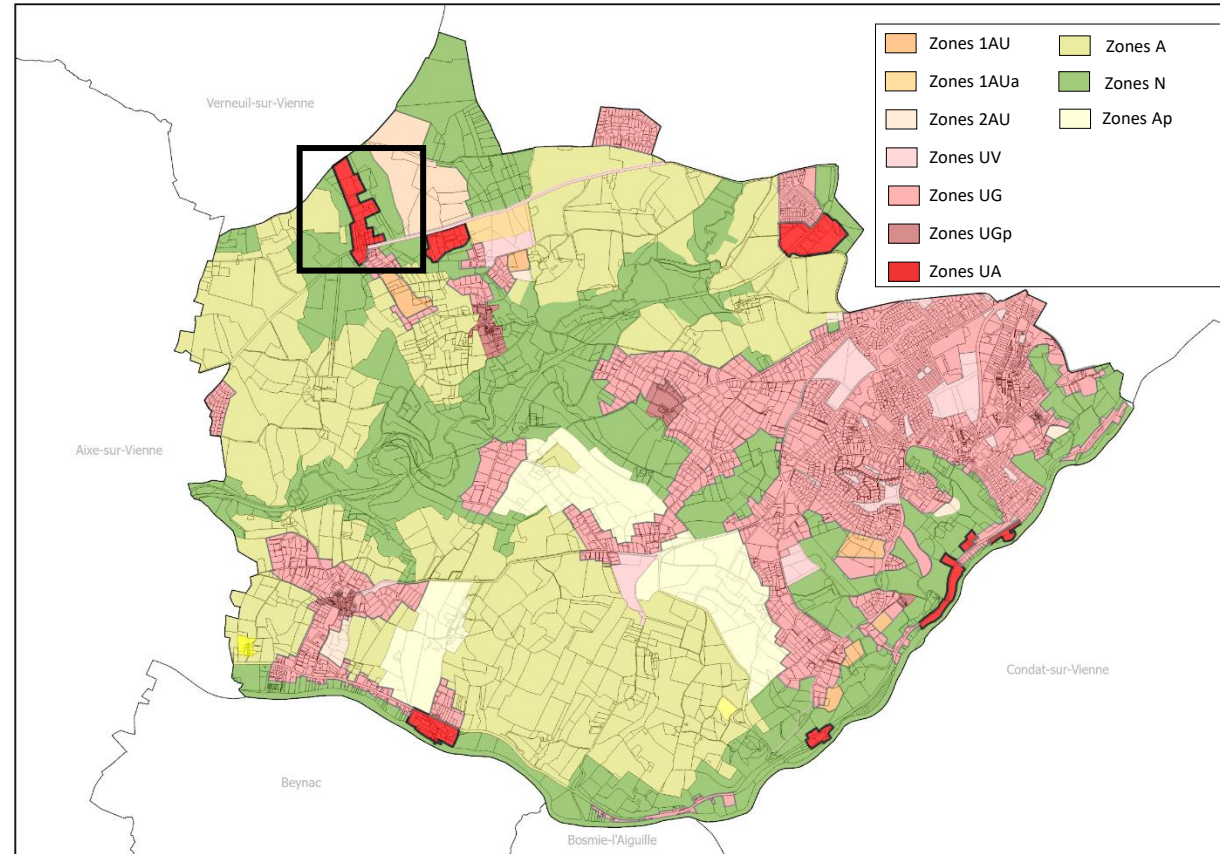 Zones 1AU
Zones 1AUa
Zones 2AU
Zones UV
Zones UG
Zones UGp
Zones UA
Zones A
Zones N
Zones Ap
Verneuil-sur-Vienne
Aixe-sur-Vienne
Condat-sur-Vienne
Beynac
Bosmie-l'Aiguille